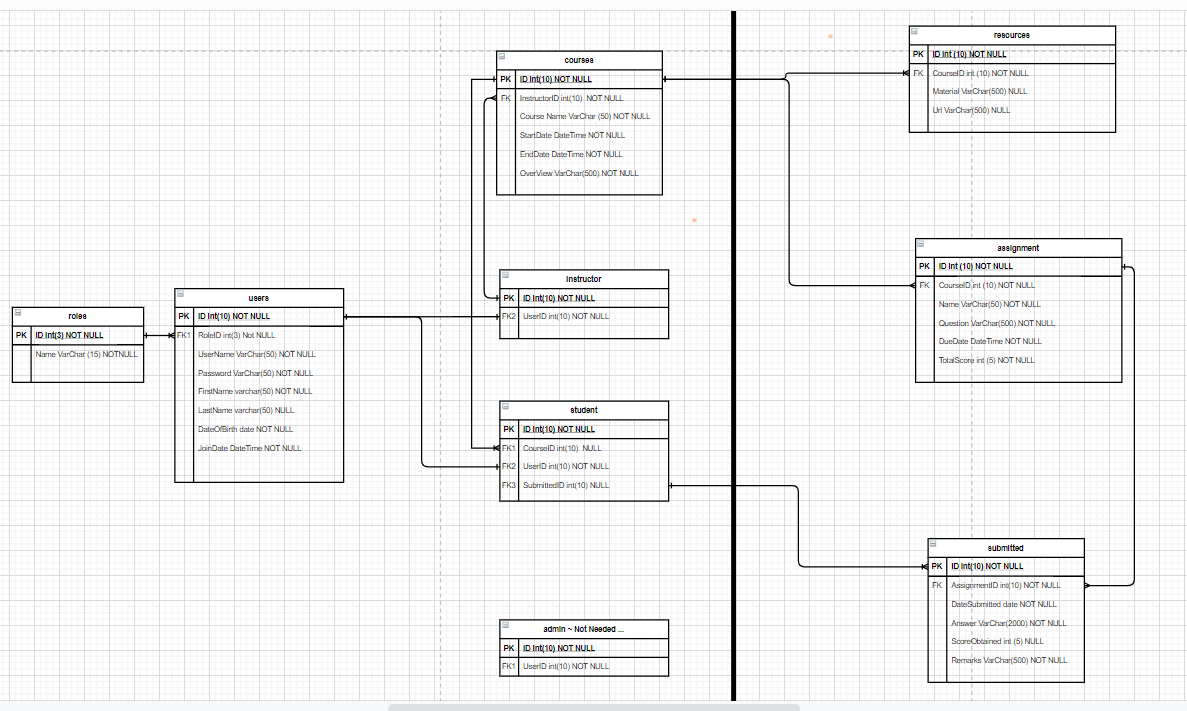 roles
PK ID int(3) NOT NULL
Name VarChar (15) NOTNULL
users
PK ID int(10) NOT NULL
FK1 RoleID int(3) Not NULL
UserName VarChar(50) NOT NULL
Password VarChar(50) NOT NULL
FirstName varchar(50) NOT NULL
LastName varchar(50) NULL
DateOfBirth date NOT NULL
JoinDate DateTime NOT NULL
courses
PK ID int(10) NOT NULL
FK InstructorID int(10) NOT NULL
Course Name VarChar (50) NOT NULL
StartDate DateTime NOT NULL
EndDate DateTime NOT NULL
OverView VarChar(500) NOT NULL
Instructor
PK ID int(10) NOT NULL
FK2 UserID int(10) NOT NULL
student
PK ID int(10) NOT NULL
FK1 CourseID int(10) NULL
FK2 UserID int(10) NOT NULL
FK3 SubmittedID int(10) NULL
admin ~ Not Needed ...
PK ID int(10) NOT NULL
FK1 UserID int(10) NOT NULL
resources
PK ID int (10) NOT NULL
FK CourseID int (10) NOT NULL
Material VarChar(500) NULL
Url VarChar(500) NULL
assignment
PK ID int (10) NOT NULL
FK CourseID int (10) NOT NULL
Name VarChar(50) NOT NULL
Question VarChar(500) NOT NULL
DueDate DateTime NOT NULL
TotalScore int (5) NOT NULL
submitted
PK ID int(10) NOT NULL
FK AssignmentID int(10) NOT NULL
DateSubmitted date NOT NULL
Answer VarChar(2000) NOT NULL
ScoreObtained int (5) NULL
Remarks VarChar(500) NOT NULL